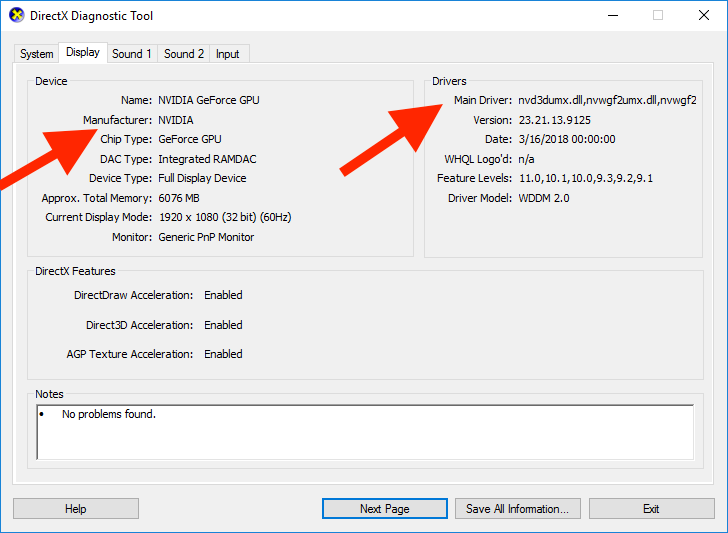 DirectX Diagnostic Tool
System Display Sound 1 Sound 2 Input
Device
Name: NVIDIA GeForce GPU
Manufacturer: NVIDIA
Chip Type: GeForce GPU
DAC Type: Integrated RAMDAC
Device Type: Full Display Device
Approx. Total Memory: 6076 MB
Current Display Mode: 1920 x 1080 (32 bit) (60Hz)
Monitor: Generic PnP Monitor
Drivers
Main Driver: nvd3dumx.dll,nvwgf2umx.dll,nvwgf2
Version: 23.21.13.9125
Date: 3/16/2018 00:00:00
WHQL Logo'd: n/a
Feature Levels: 11.0,10.1,10.0,9.3,9.2,9.1
Driver Model: WDDM 2.0
DirectX Features
DirectDraw Acceleration: Enabled
Direct3D Acceleration: Enabled
AGP Texture Acceleration: Enabled
Notes
• No problems found.
Help Next Page Save All Information... Exit